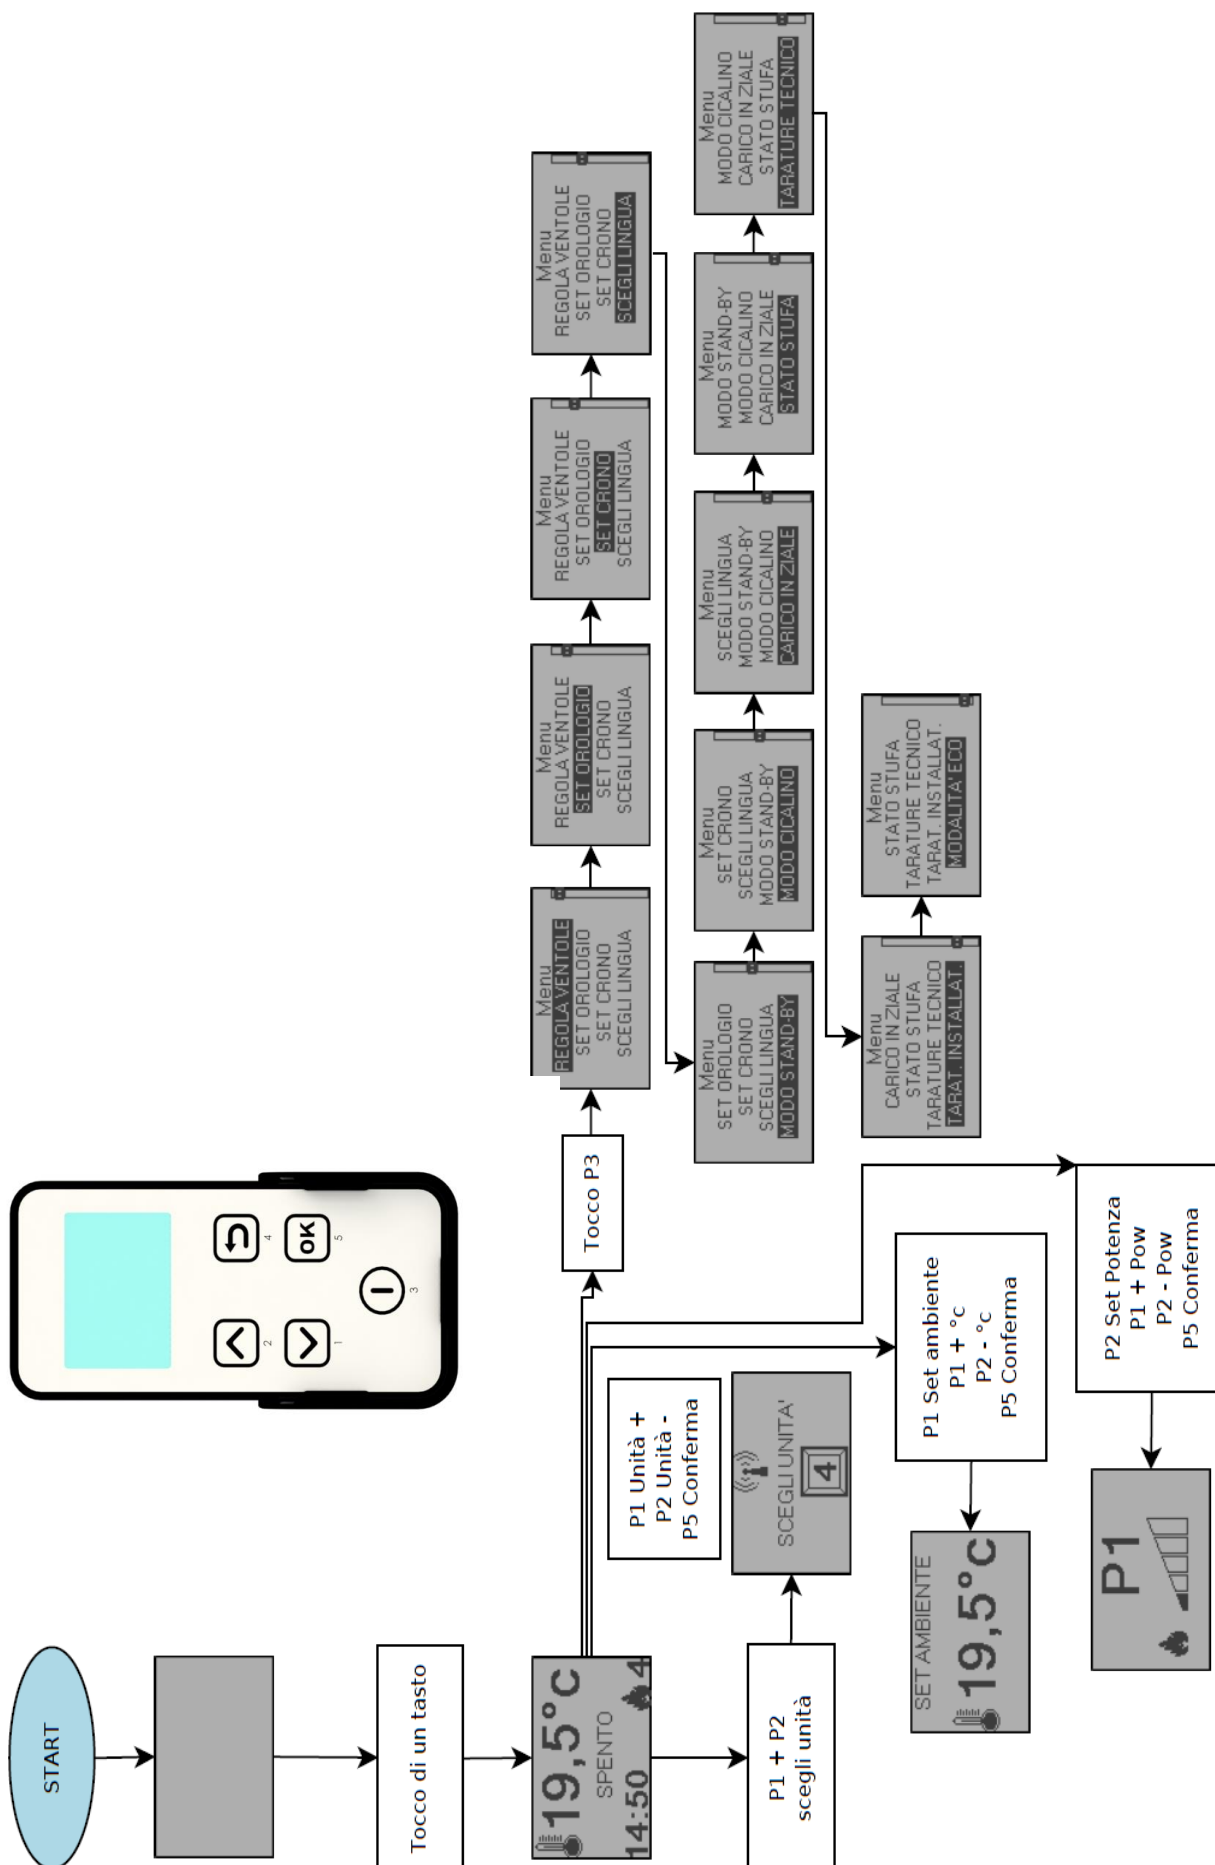 START
Tocco di un tasto
19,5°c
SPENTO
14:50 4
P1 + P2
scegli unità
P1 Unità +
P2 Unità -
P5 Conferma
SCEGLI UNITA'
4
2
1
4
OK
5
3
Tocco P3
Menu
REGOLA VENTOLE
SET OROLOGIO
SET CRONO
SCEGLI LINGUA
Menu
REGOLA VENTOLE
SET OROLOGIO
SET CRONO
SCEGLI LINGUA
Menu
REGOLA VENTOLE
SET OROLOGIO
SET CRONO
SCEGLI LINGUA
Menu
REGOLA VENTOLE
SET OROLOGIO
SET CRONO
SCEGLI LINGUA
Menu
SET OROLOGIO
SET CRONO
SCEGLI LINGUA
MODO STAND-BY
Menu
SET CRONO
SCEGLI LINGUA
MODO STAND-BY
MODO CICALINO
Menu
SCEGLI LINGUA
MODO STAND-BY
MODO CICALINO
CARICO IN ZIALE
Menu
MODO STAND-BY
MODO CICALINO
CARICO IN ZIALE
STATO STUFA
Menu
MODO CICALINO
CARICO IN ZIALE
STATO STUFA
TARATURE TECNICO
Menu
CARICO IN ZIALE
STATO STUFA
TARATURE TECNICO
TARAT. INSTALLAT.
Menu
STATO STUFA
TARATURE TECNICO
TARAT. INSTALLAT.
MODALITA' ECO
P1 Set ambiente
P1 + °c
P2 - °c
P5 Conferma
SET AMBIENTE
19,5°c
P2 Set Potenza
P1 + Pow
P2 - Pow
P5 Conferma
P1